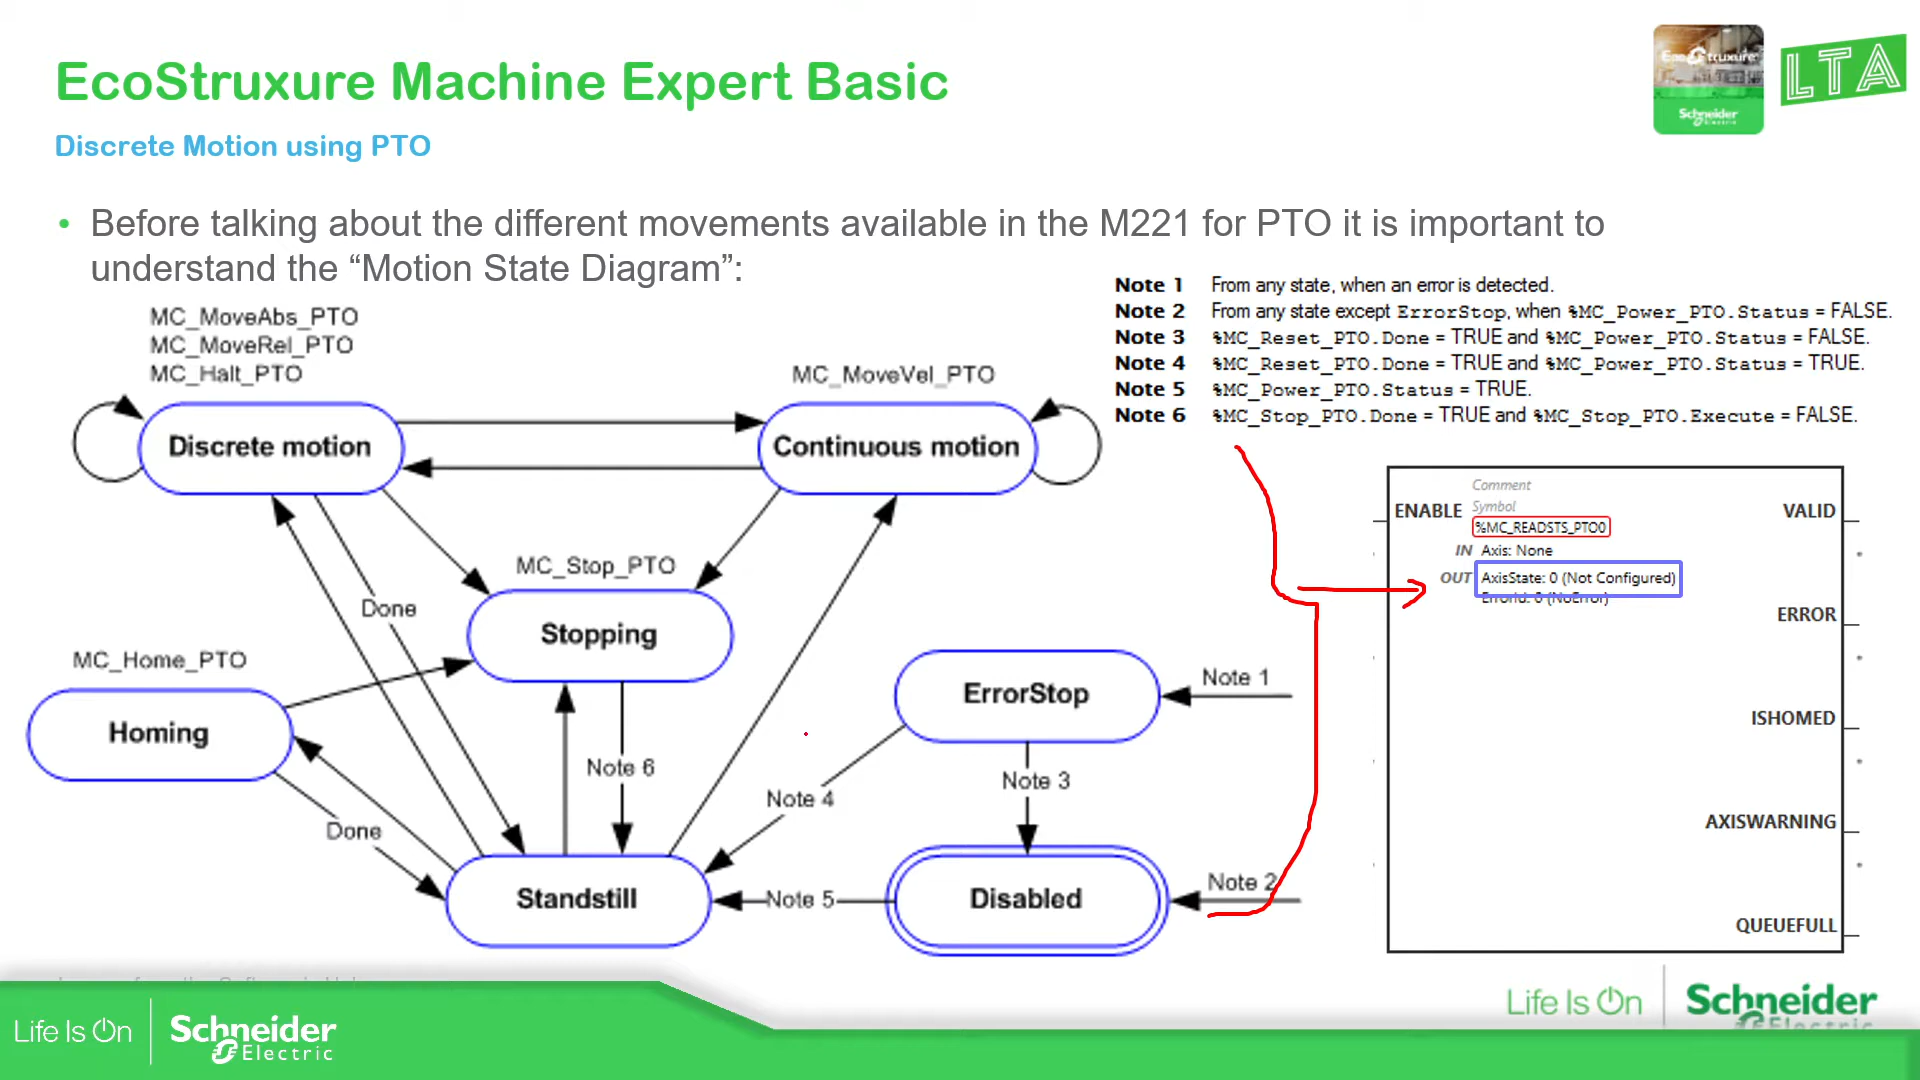 EcoStruxure Machine Expert Basic
Discrete Motion using PTO
EcoStruxure
Schneider
Electric
LTA
• Before talking about the different movements available in the M221 for PTO it is important to
understand the “Motion State Diagram”:
Note 1 From any state, when an error is detected.
Note 2 From any state except ErrorStop, when %MC_Power_PTO.Status = FALSE.
Note 3 %MC_Reset_PTO.Done = TRUE and %MC_Power_PTO.Status = FALSE.
Note 4 %MC_Reset_PTO.Done = TRUE and %MC_Power_PTO.Status = TRUE.
Note 5 %MC_Power_PTO.Status = TRUE.
Note 6 %MC_Stop_PTO.Done = TRUE and %MC_Stop_PTO.Execute = FALSE.
MC_MoveAbs_PTO
MC_MoveRel_PTO
MC_Halt_PTO
MC_MoveVel_PTO
Discrete motion
Continuous motion
MC_Stop_PTO
Done
Stopping
MC_Home_PTO
Homing
ErrorStop
Note 1
Note 6
Note 3
Note 4
Done
Standstill
Note 5
Disabled
Note 2
Comment
Symbol
ENABLE
%MC_READSTS_PTO0
VALID
IN Axis: None
OUT AxisState: 0 (Not Configured)
ErrorId: 0 (NoError)
ERROR
ISHOMED
AXISWARNING
QUEUEFULL
Life Is On
Schneider
Electric
Life Is On
Schneider
Electric